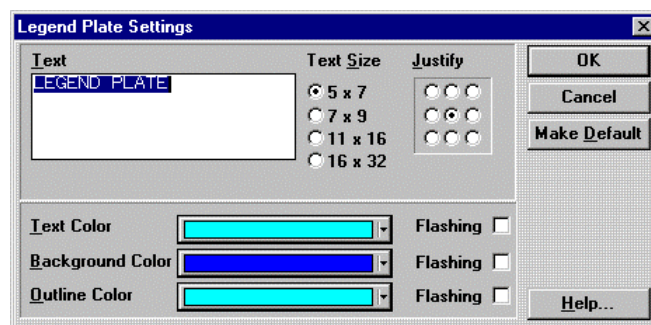 Legend Plate Settings
Text
LEGEND PLATE
Text Size
5 x 7
7 x 9
11 x 16
16 x 32
Justify
OK
Cancel
Make Default
Text Color
Flashing
Background Color
Flashing
Outline Color
Flashing
Help...